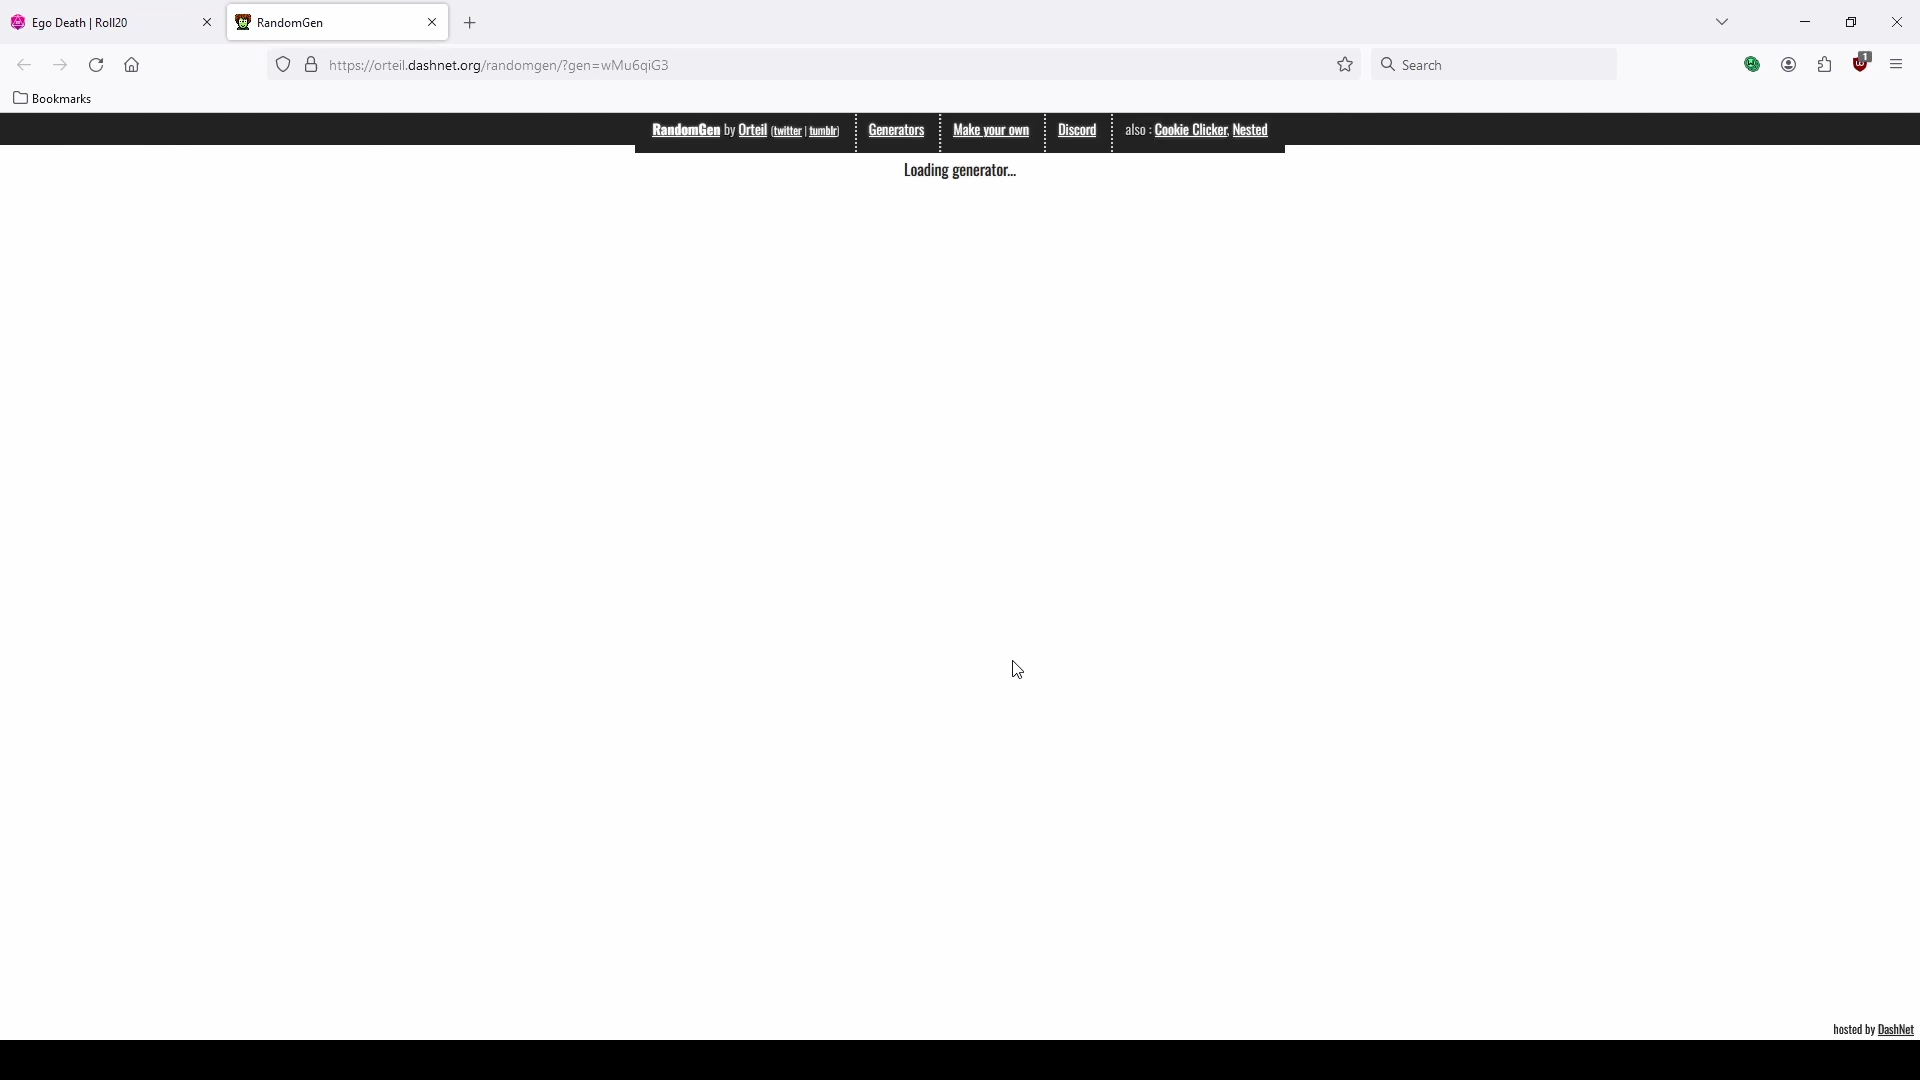 Ego Death | Roll20
RandomGen
https://orteil.dashnet.org/randomgen/?gen=wMu6qiG3
Search
1
Bookmarks
RandomGen by Orteil (twitter | tumblr)
Generators
Make your own
Discord
also : Cookie Clicker, Nested
Loading generator...
hosted by DashNet